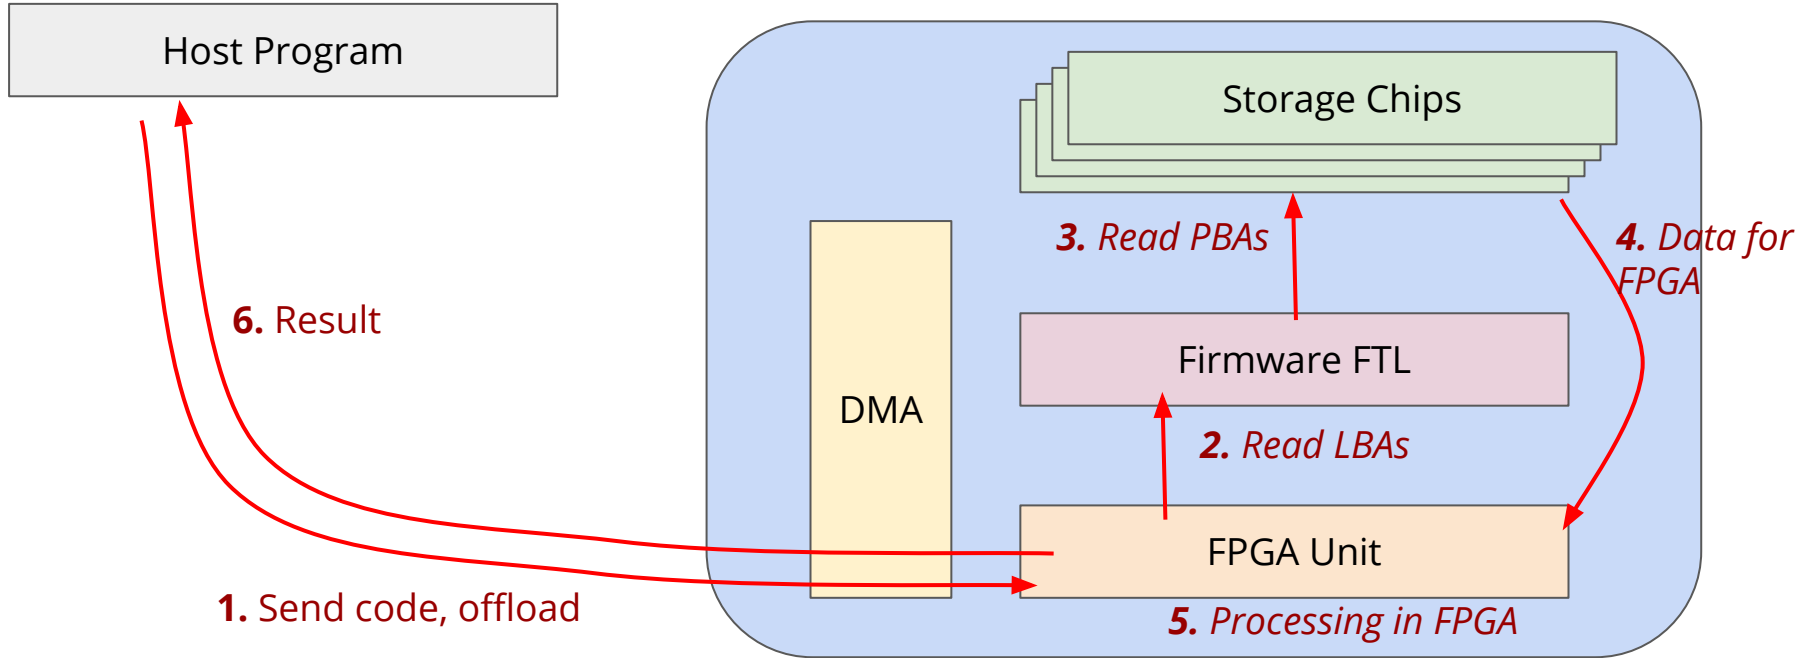 Host Program
Storage Chips
3. Read PBAs
4. Data for
FPGA
6. Result
Firmware FTL
DMA
2. Read LBAs
FPGA Unit
1. Send code, offload
5. Processing in FPGA